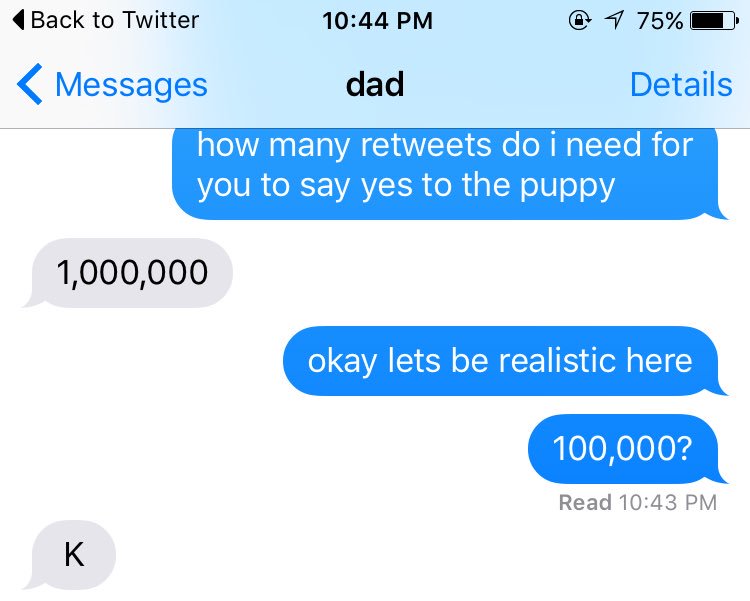 Back to Twitter 10:44 PM 75%
Messages dad Details
how many retweets do i need for
you to say yes to the puppy
1,000,000
okay lets be realistic here
100,000?
Read 10:43 PM
K